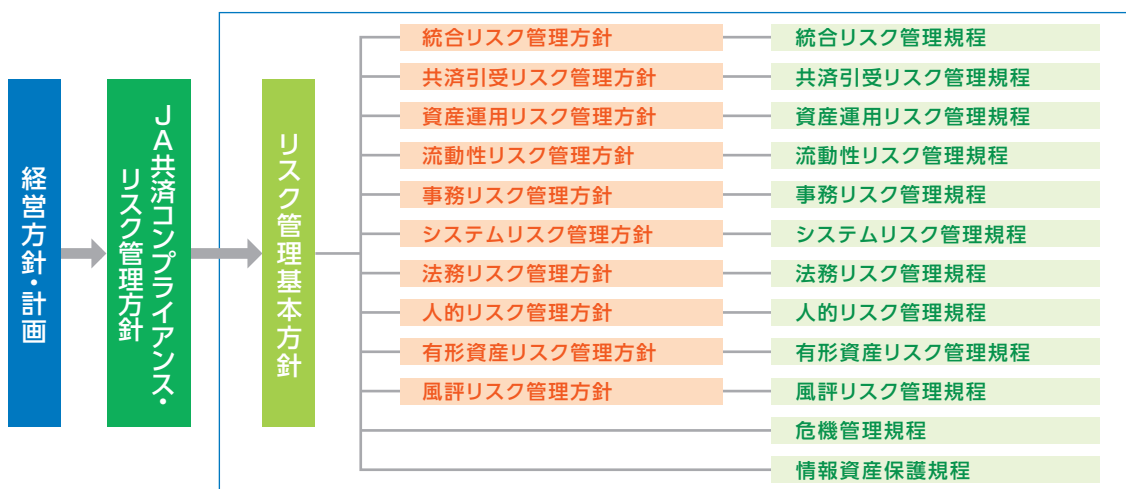 経営方針・計画
JA共済コンプライアンス・
リスク管理方針
リスク管理基本方針
統合リスク管理方針
統合リスク管理規程
共済引受リスク管理方針
共済引受リスク管理規程
資産運用リスク管理方針
資産運用リスク管理規程
流動性リスク管理方針
流動性リスク管理規程
事務リスク管理方針
事務リスク管理規程
システムリスク管理方針
システムリスク管理規程
法務リスク管理方針
法務リスク管理規程
人的リスク管理方針
人的リスク管理規程
有形資産リスク管理方針
有形資産リスク管理規程
風評リスク管理方針
風評リスク管理規程
危機管理規程
情報資産保護規程